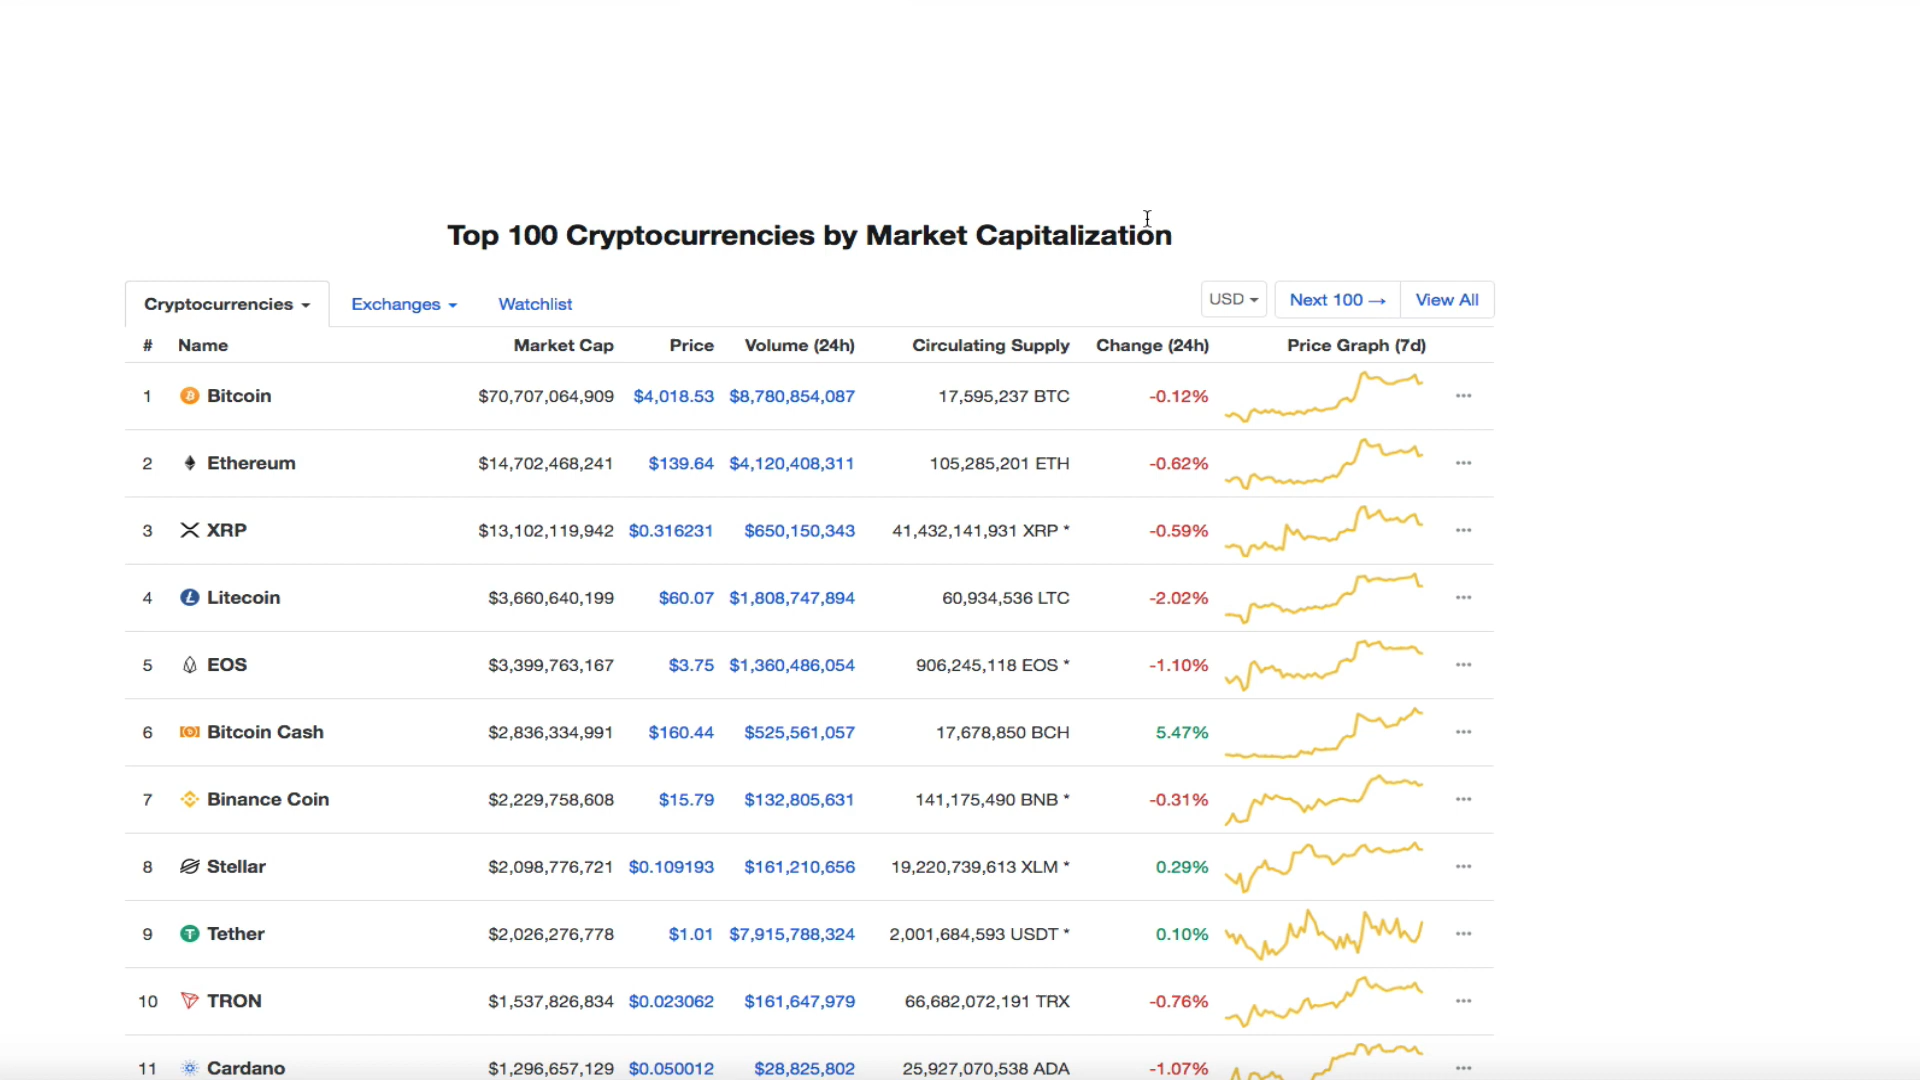 Top 100 Cryptocurrencies by Market Capitalization
Cryptocurrencies Exchanges Watchlist USD Next 100 → View All
# Name Market Cap Price Volume (24h) Circulating Supply Change (24h) Price Graph (7d)
1 Bitcoin $70,707,064,909 $4,018.53 $8,780,854,087 17,595,237 BTC -0.12%
2 Ethereum $14,702,468,241 $139.64 $4,120,408,311 105,285,201 ETH -0.62%
3 XRP $13,102,119,942 $0.316231 $650,150,343 41,432,141,931 XRP * -0.59%
4 Litecoin $3,660,640,199 $60.07 $1,808,747,894 60,934,536 LTC -2.02%
5 EOS $3,399,763,167 $3.75 $1,360,486,054 906,245,118 EOS * -1.10%
6 Bitcoin Cash $2,836,334,991 $160.44 $525,561,057 17,678,850 BCH 5.47%
7 Binance Coin $2,229,758,608 $15.79 $132,805,631 141,175,490 BNB * -0.31%
8 Stellar $2,098,776,721 $0.109193 $161,210,656 19,220,739,613 XLM * 0.29%
9 Tether $2,026,276,778 $1.01 $7,915,788,324 2,001,684,593 USDT * 0.10%
10 TRON $1,537,826,834 $0.023062 $161,647,979 66,682,072,191 TRX -0.76%
11 Cardano $1,296,657,129 $0.050012 $28,825,802 25,927,070,538 ADA -1.07%